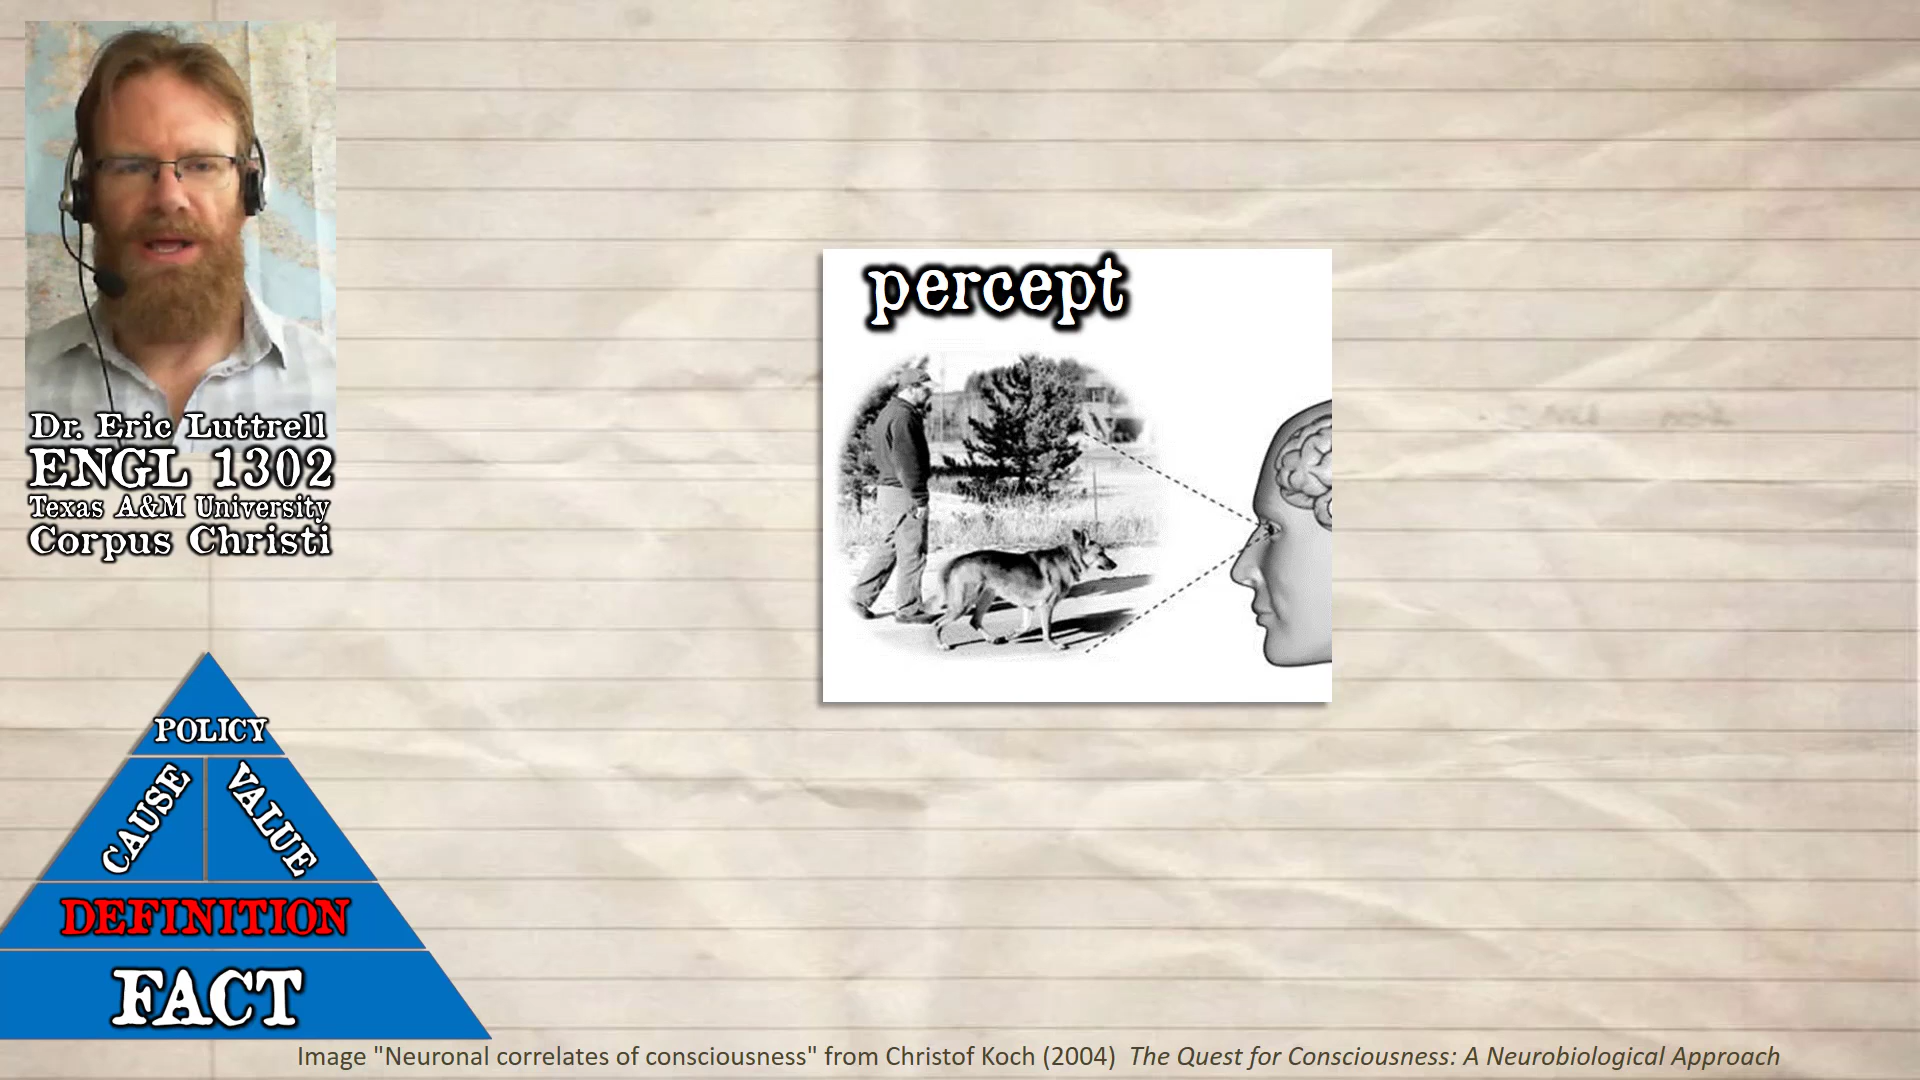 percept
Dr. Eric Luttrell
ENGL 1302
Texas A&M University
Corpus Christi
POLICY
CAUSE
VALUE
DEFINITION
FACT
Image "Neuronal correlates of consciousness" from Christof Koch (2004) The Quest for Consciousness: A Neurobiological Approach